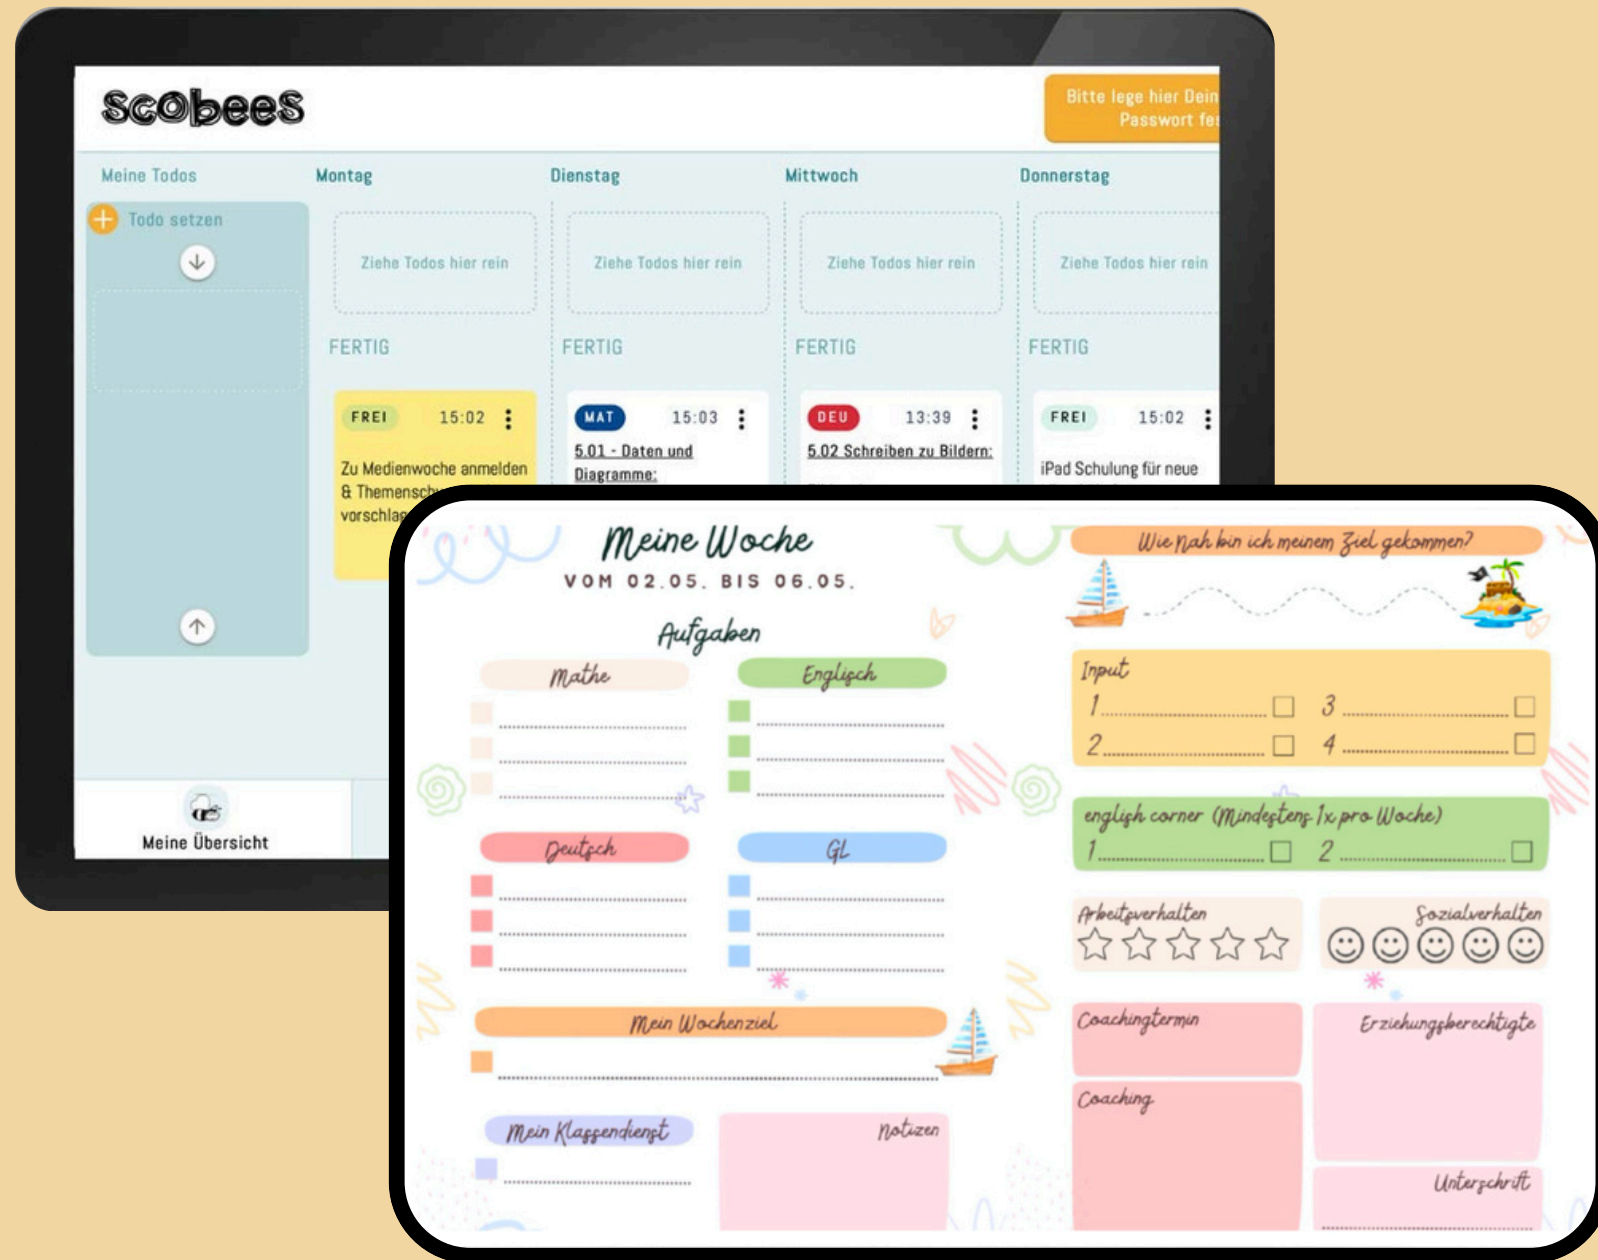 scobees
Bitte lege hier Dein
Passwort fes
Meine Todos
Montag
Dienstag
Mittwoch
Donnerstag
Todo setzen
Ziehe Todos hier rein
Ziehe Todos hier rein
Ziehe Todos hier rein
Ziehe Todos hier rein
FERTIG
FERTIG
FERTIG
FERTIG
FREI 15:02
Zu Medienwoche anmelden
& Themensch
vorschlag
MAT 15:03
5.01 - Daten und
Diagramme:
DEU 13:39
5.02 Schreiben zu Bildern:
FREI 15:02
iPad Schulung für neue
Meine Übersicht
Meine Woche
VOM 02.05. BIS 06.05.
Aufgaben
Mathe
Englisch
Deutsch
GL
Mein Wochenziel
Mein Klassendienst
Notizen
Wie nah bin ich meinem Ziel gekommen?
Input
1 3
2 4
english corner (Mindestens 1x pro Woche)
1 2
Arbeitsverhalten
Sozialverhalten
Coachingtermin
Erziehungsberechtigte
Coaching
Unterschrift